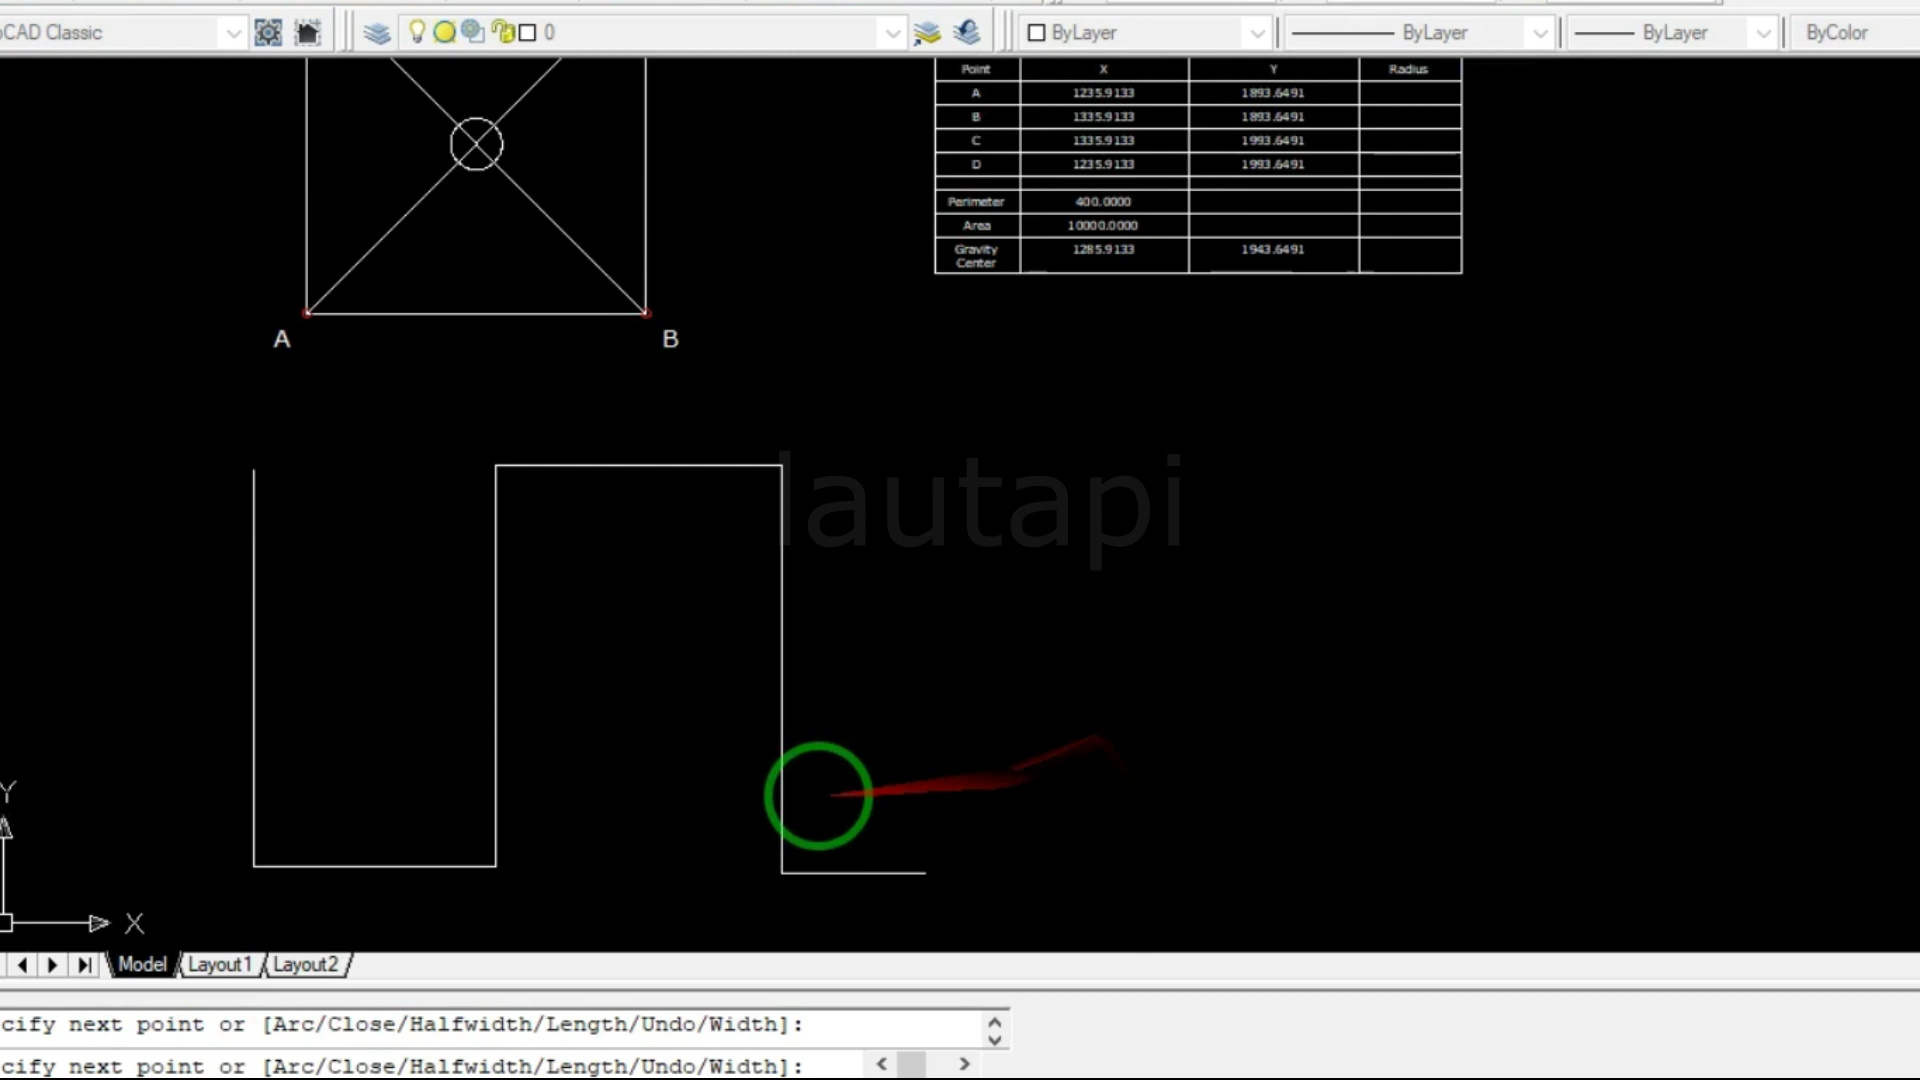 oCAD Classic
0
ByLayer
ByLayer
ByLayer
ByColor
Point X Y Radius
A 1235.9133 1893.6491
B 1335.9133 1893.6491
C 1335.9133 1993.6491
D 1235.9133 1993.6491
Perimeter 400.0000
Area 10000.0000
Gravity Center 1285.9133 1943.6491
A
B
lautapi
Y
X
Model
Layout1
Layout2
cify next point or [Arc/Close/Halfwidth/Length/Undo/Width]:
cify next point or [Arc/Close/Halfwidth/Length/Undo/Width]: